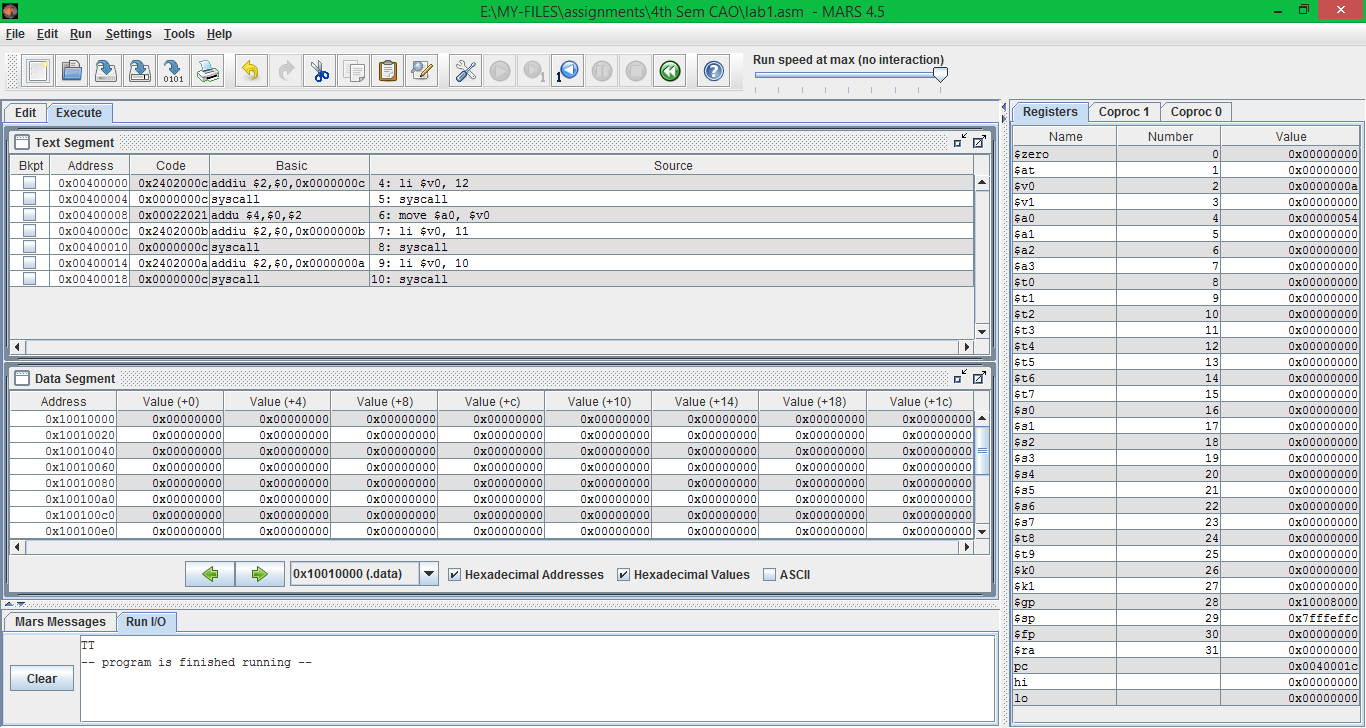 E:\MY-FILES\assignments\4th Sem CAO\lab1.asm - MARS 4.5
File Edit Run Settings Tools Help
Run speed at max (no interaction)
0101
1
1
Edit Execute
Text Segment
Bkpt Address Code Basic Source
0x00400000 0x2402000c addiu $2,$0,0x0000000c 4: li $v0, 12
0x00400004 0x0000000c syscall 5: syscall
0x00400008 0x00022021 addu $4,$0,$2 6: move $a0, $v0
0x0040000c 0x2402000b addiu $2,$0,0x0000000b 7: li $v0, 11
0x00400010 0x0000000c syscall 8: syscall
0x00400014 0x2402000a addiu $2,$0,0x0000000a 9: li $v0, 10
0x00400018 0x0000000c syscall 10: syscall
Data Segment
Address Value (+0) Value (+4) Value (+8) Value (+c) Value (+10) Value (+14) Value (+18) Value (+1c)
0x10010000 0x00000000 0x00000000 0x00000000 0x00000000 0x00000000 0x00000000 0x00000000 0x00000000
0x10010020 0x00000000 0x00000000 0x00000000 0x00000000 0x00000000 0x00000000 0x00000000 0x00000000
0x10010040 0x00000000 0x00000000 0x00000000 0x00000000 0x00000000 0x00000000 0x00000000 0x00000000
0x10010060 0x00000000 0x00000000 0x00000000 0x00000000 0x00000000 0x00000000 0x00000000 0x00000000
0x10010080 0x00000000 0x00000000 0x00000000 0x00000000 0x00000000 0x00000000 0x00000000 0x00000000
0x100100a0 0x00000000 0x00000000 0x00000000 0x00000000 0x00000000 0x00000000 0x00000000 0x00000000
0x100100c0 0x00000000 0x00000000 0x00000000 0x00000000 0x00000000 0x00000000 0x00000000 0x00000000
0x100100e0 0x00000000 0x00000000 0x00000000 0x00000000 0x00000000 0x00000000 0x00000000 0x00000000
0x10010000 (.data) Hexadecimal Addresses Hexadecimal Values ASCII
Mars Messages Run I/O
Clear
TT
-- program is finished running --
Registers Coproc 1 Coproc 0
Name Number Value
$zero 0 0x00000000
$at 1 0x00000000
$v0 2 0x0000000a
$v1 3 0x00000000
$a0 4 0x00000054
$a1 5 0x00000000
$a2 6 0x00000000
$a3 7 0x00000000
$t0 8 0x00000000
$t1 9 0x00000000
$t2 10 0x00000000
$t3 11 0x00000000
$t4 12 0x00000000
$t5 13 0x00000000
$t6 14 0x00000000
$t7 15 0x00000000
$s0 16 0x00000000
$s1 17 0x00000000
$s2 18 0x00000000
$s3 19 0x00000000
$s4 20 0x00000000
$s5 21 0x00000000
$s6 22 0x00000000
$s7 23 0x00000000
$t8 24 0x00000000
$t9 25 0x00000000
$k0 26 0x00000000
$k1 27 0x00000000
$gp 28 0x10008000
$sp 29 0x7fffeffc
$fp 30 0x00000000
$ra 31 0x00000000
pc 0x0040001c
hi 0x00000000
lo 0x00000000